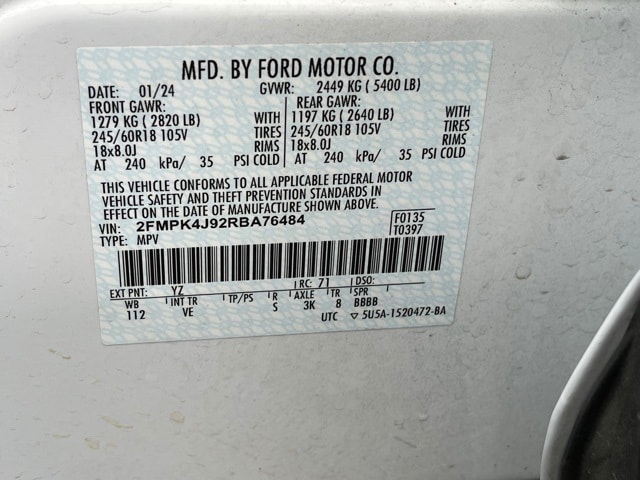 MFD. BY FORD MOTOR CO.
DATE: 01/24 GVWR: 2449 KG ( 5400 LB)
FRONT GAWR: REAR GAWR:
1279 KG ( 2820 LB) WITH 1197 KG ( 2640 LB) WITH
245/60R18 105V TIRES 245/60R18 105V TIRES
18x8.0J RIMS 18x8.0J RIMS
AT 240 kPa/ 35 PSI COLD AT 240 kPa/ 35 PSI COLD
THIS VEHICLE CONFORMS TO ALL APPLICABLE FEDERAL MOTOR
VEHICLE SAFETY AND THEFT PREVENTION STANDARDS IN
EFFECT ON THE DATE OF MANUFACTURE SHOWN ABOVE.
VIN: 2FMPK4J92RBA76484 F0135
TYPE: MPV T0397
EXT PNT: YZ RC: 71 DSO:
WB INT TR TP/PS R AXLE TR SPR
112 VE S 3K 8 BBBB
UTC ▽ 5U5A-1520472-BA